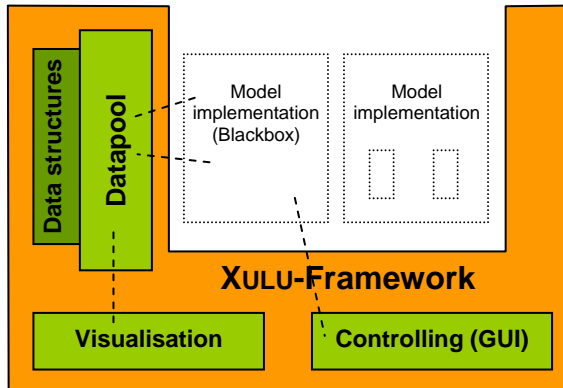 Data structures
Datapool
Model
implementation
(Blackbox)
Model
implementation
XULU-Framework
Visualisation
Controlling (GUI)